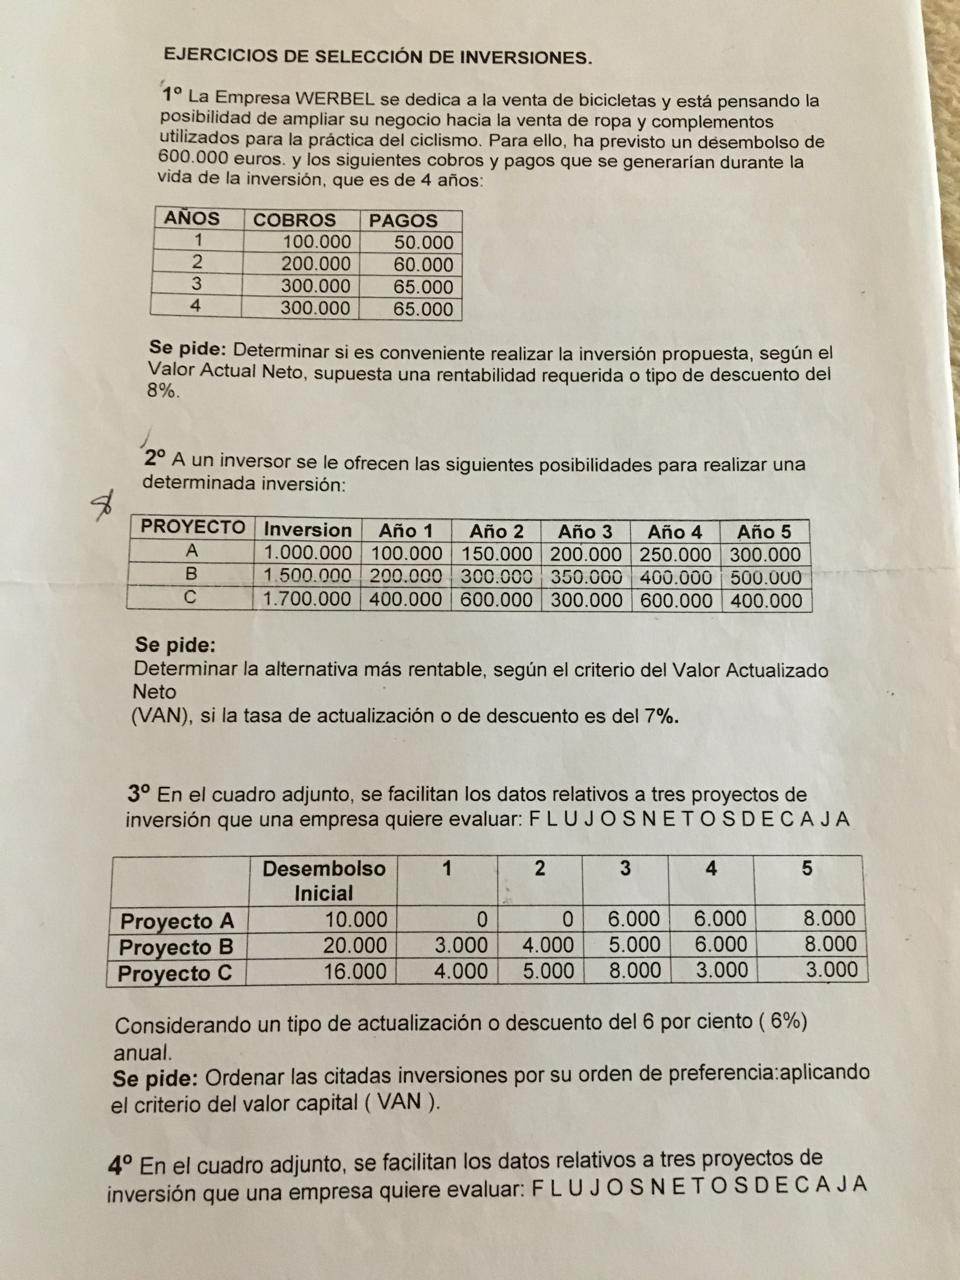 EJERCICIOS DE SELECCIÓN DE INVERSIONES.
1º La Empresa WERBEL se dedica a la venta de bicicletas y está pensando la
posibilidad de ampliar su negocio hacia la venta de ropa y complementos
utilizados para la práctica del ciclismo. Para ello, ha previsto un desembolso de
600.000 euros. y los siguientes cobros y pagos que se generarían durante la
vida de la inversión, que es de 4 años:
AÑOS COBROS PAGOS
1 100.000 50.000
2 200.000 60.000
3 300.000 65.000
4 300.000 65.000
Se pide: Determinar si es conveniente realizar la inversión propuesta, según el
Valor Actual Neto, supuesta una rentabilidad requerida o tipo de descuento del
8%.
2º A un inversor se le ofrecen las siguientes posibilidades para realizar una
determinada inversión:
PROYECTO Inversion Año 1 Año 2 Año 3 Año 4 Año 5
A 1.000.000 100.000 150.000 200.000 250.000 300.000
B 1.500.000 200.000 300.000 350.000 400.000 500.000
C 1.700.000 400.000 600.000 300.000 600.000 400.000
Se pide:
Determinar la alternativa más rentable, según el criterio del Valor Actualizado
Neto
(VAN), si la tasa de actualización o de descuento es del 7%.
3º En el cuadro adjunto, se facilitan los datos relativos a tres proyectos de
inversión que una empresa quiere evaluar: F L U J O S N E T O S D E C A J A
Desembolso Inicial 1 2 3 4 5
Proyecto A 10.000 0 0 6.000 6.000 8.000
Proyecto B 20.000 3.000 4.000 5.000 6.000 8.000
Proyecto C 16.000 4.000 5.000 8.000 3.000 3.000
Considerando un tipo de actualización o descuento del 6 por ciento ( 6%)
anual.
Se pide: Ordenar las citadas inversiones por su orden de preferencia:aplicando
el criterio del valor capital ( VAN ).
4º En el cuadro adjunto, se facilitan los datos relativos a tres proyectos de
inversión que una empresa quiere evaluar: F L U J O S N E T O S D E C A J A